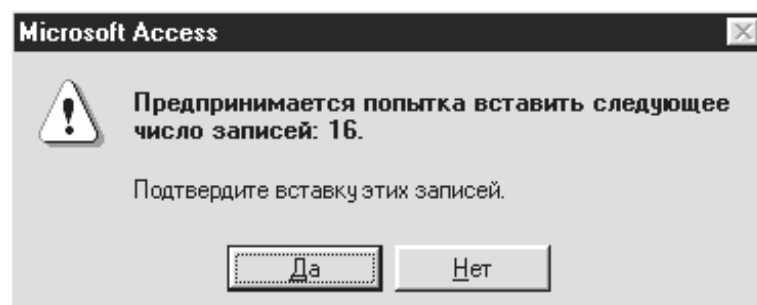 Microsoft Access
Предпринимается попытка вставить следующее
число записей: 16.
Подтвердите вставку этих записей.
Да
Нет